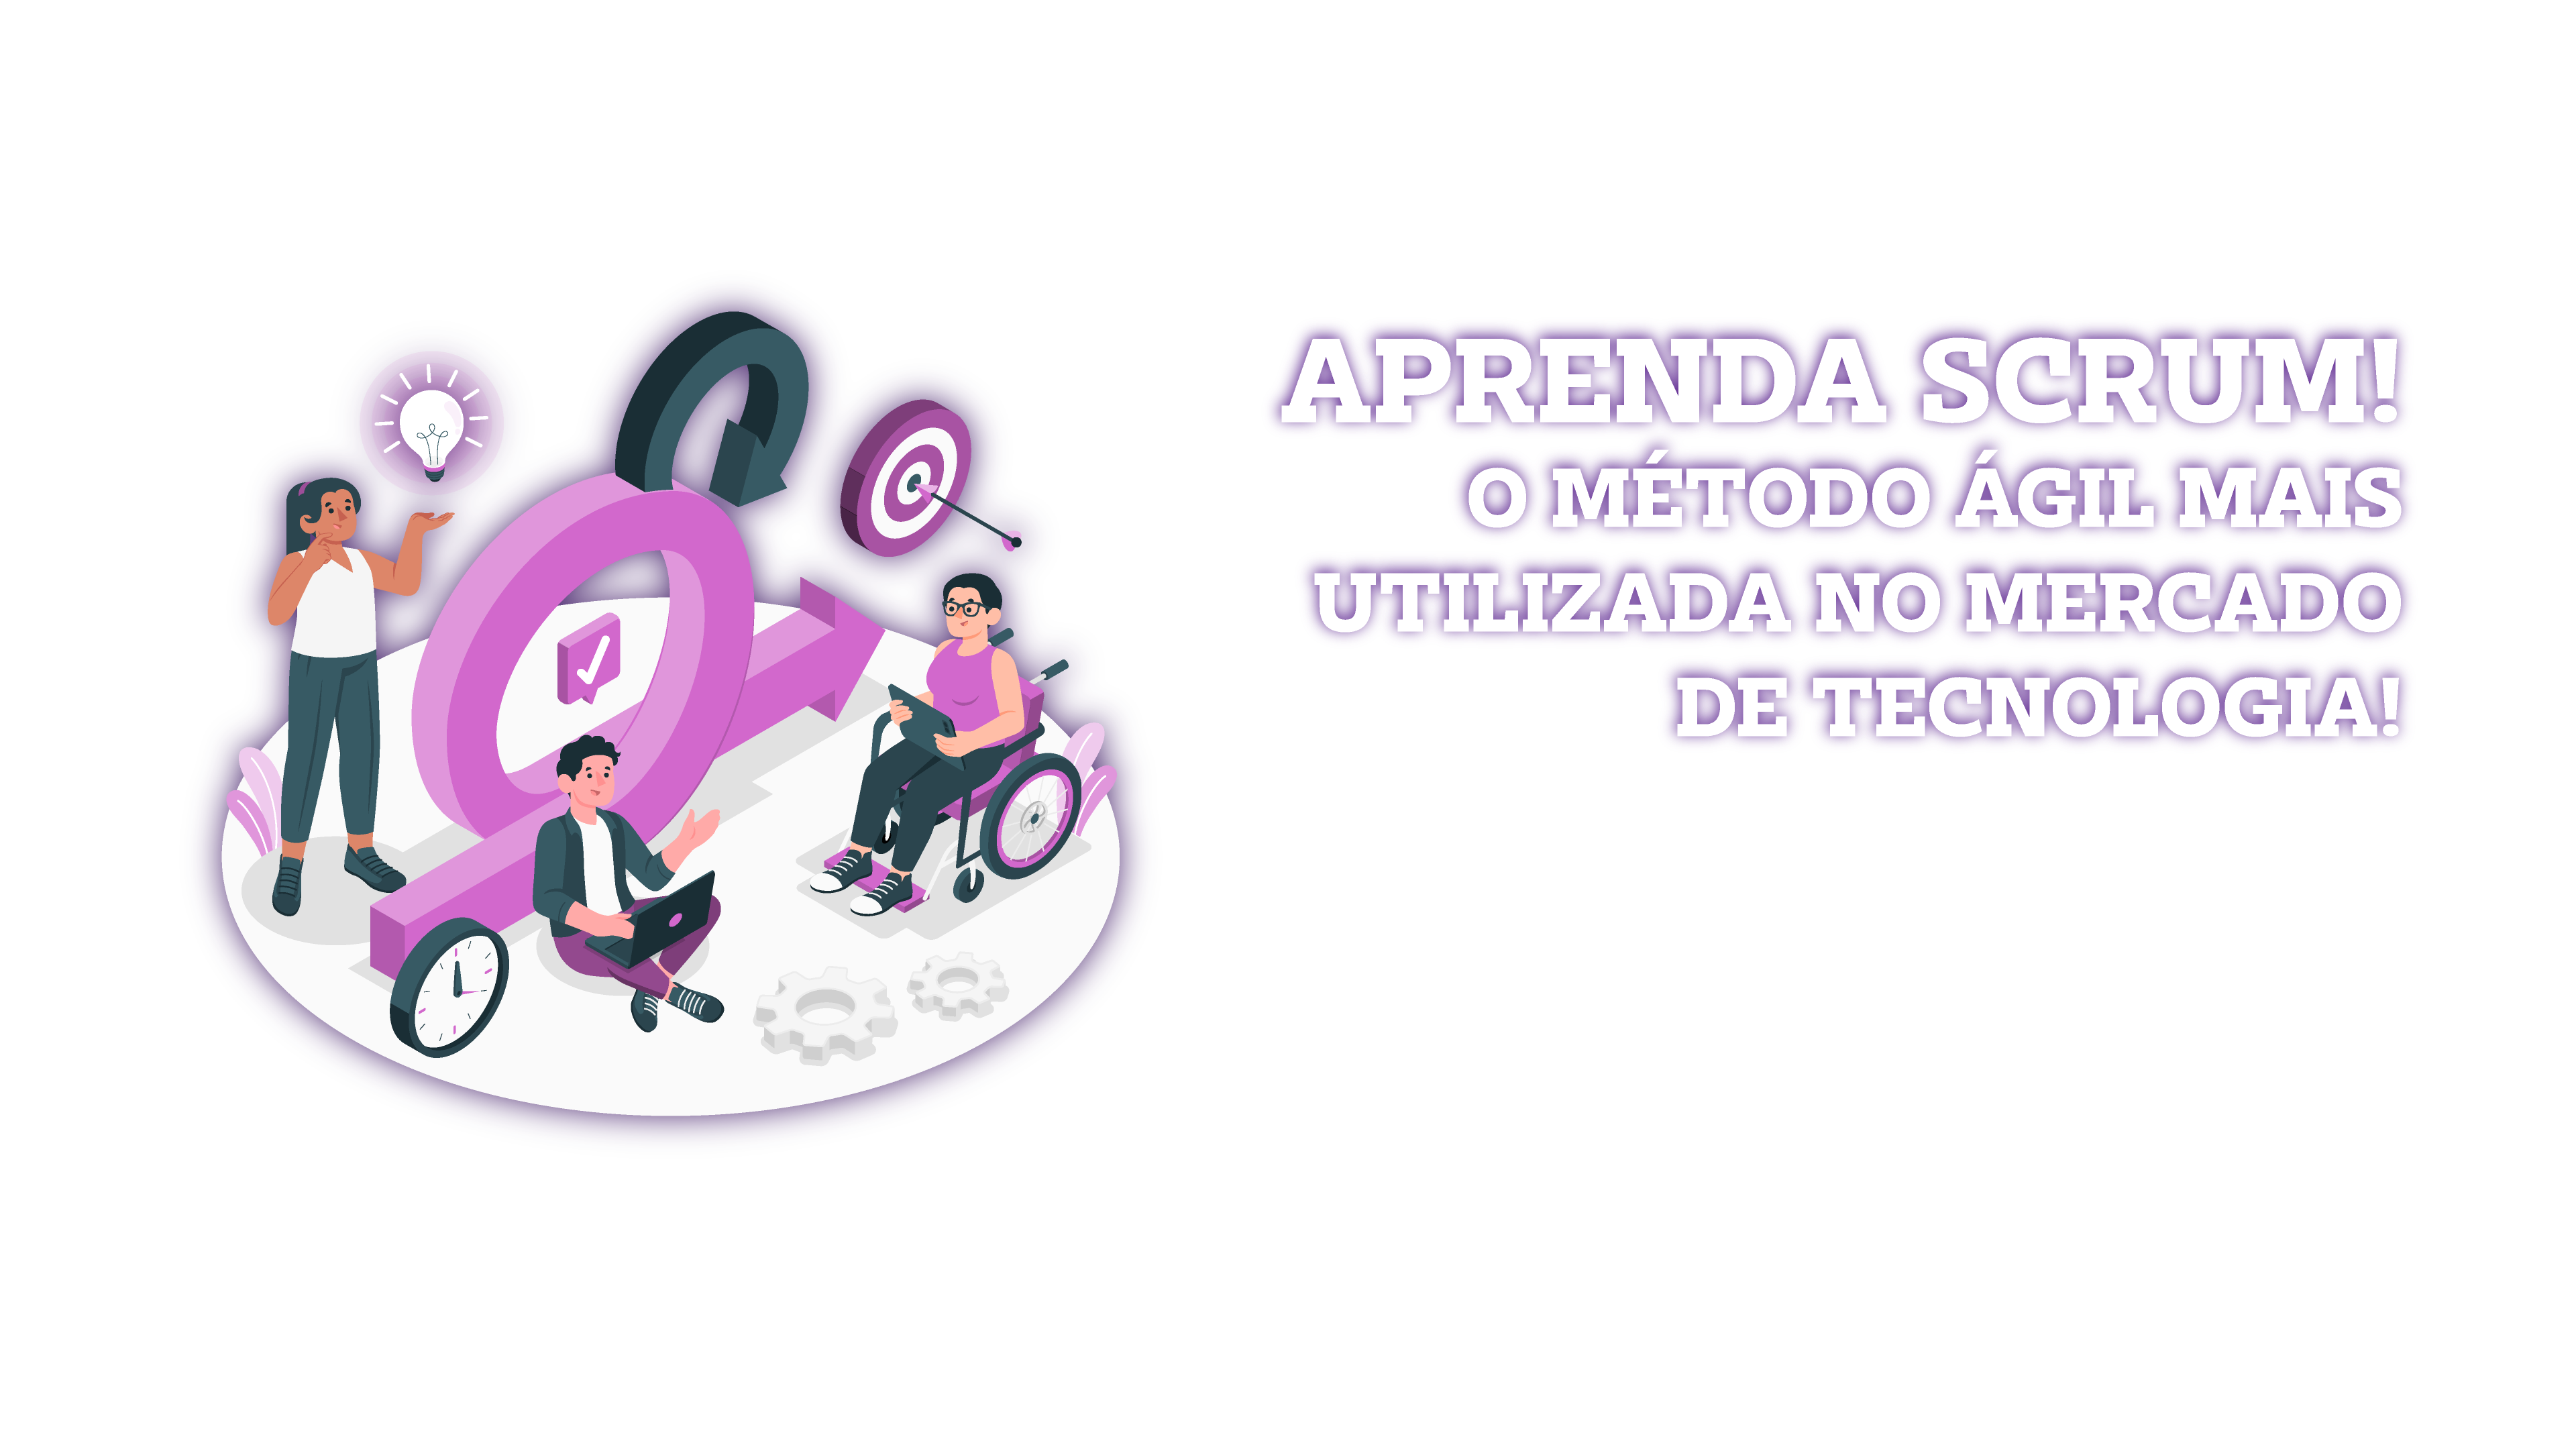 APRENDA SCRUM!
O MÉTODO ÁGIL MAIS
UTILIZADA NO MERCADO
DE TECNOLOGIA!